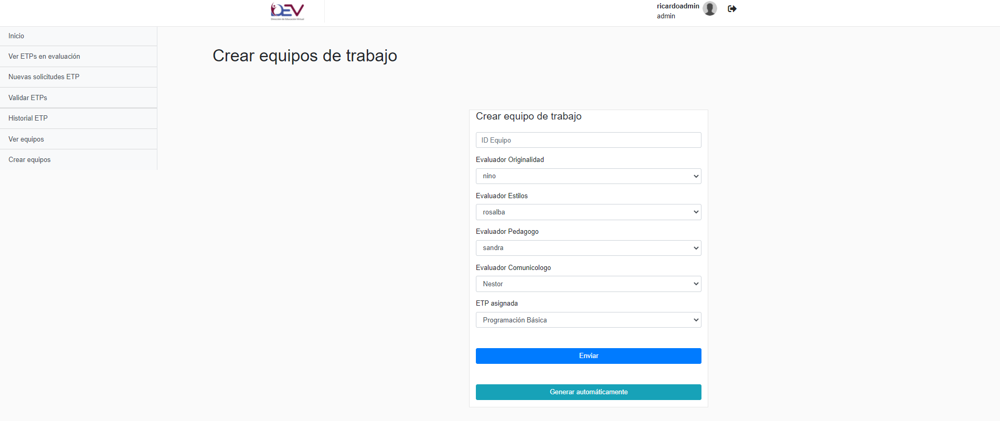 DEV
Dirección de Educación Virtual
ricardoadmin
admin
Inicio
Ver ETPs en evaluación
Nuevas solicitudes ETP
Validar ETPs
Historial ETP
Ver equipos
Crear equipos
Crear equipos de trabajo
Crear equipo de trabajo
ID Equipo
Evaluador Originalidad
nino
Evaluador Estilos
rosalba
Evaluador Pedagogo
sandra
Evaluador Comunicologo
Nestor
ETP asignada
Programación Básica
Enviar
Generar automáticamente